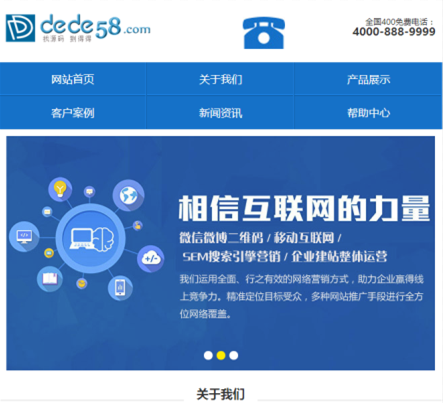 dede58.com
找源码 到得得
全国400免费电话：
4000-888-9999
网站首页 关于我们 产品展示
客户案例 新闻资讯 帮助中心
相信互联网的力量
微信微博二维码 / 移动互联网 /
SEM搜索引擎营销 / 企业建站整体运营
我们运用全面、行之有效的网络营销方式，助力企业赢得线
上竞争力。精准定位目标受众，多种网站推广手段进行全方
位网络覆盖。
关于我们